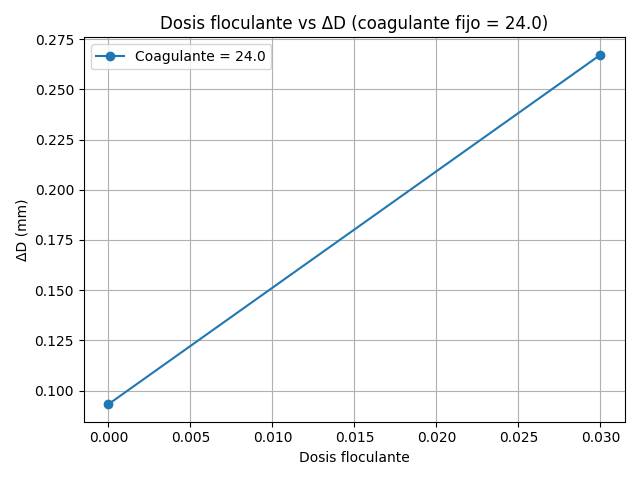 Dosis floculante vs ΔD (coagulante fijo = 24.0)
Coagulante = 24.0
ΔD (mm)
0.275
0.250
0.225
0.200
0.175
0.150
0.125
0.100
0.000 0.005 0.010 0.015 0.020 0.025 0.030
Dosis floculante